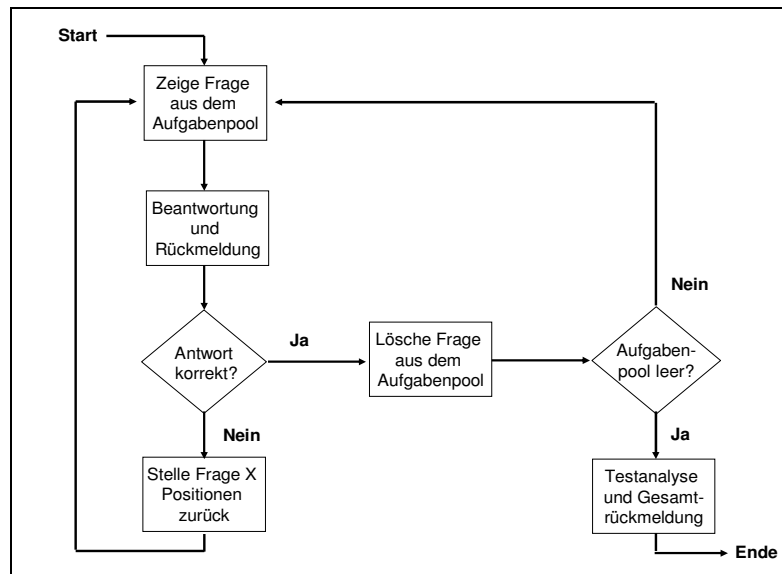 Start
Zeige Frage
aus dem
Aufgabenpool
Beantwortung
und
Rückmeldung
Nein
Ja
Antwort
korrekt?
Lösche Frage
aus dem
Aufgabenpool
Aufgaben-
pool leer?
Nein
Ja
Stelle Frage X
Positionen
zurück
Testanalyse
und Gesamt-
rückmeldung
Ende